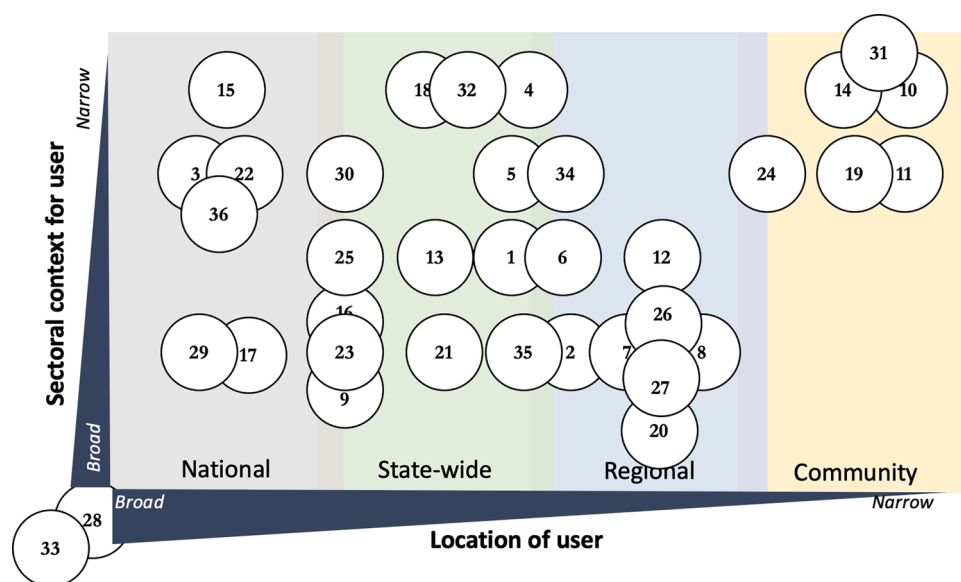 31
15
18 32 4
14 10
Narrow
3 22
30
5 34
24
19 11
36
25
13
1 6
12
16
26
29 17
23
21
35 2
7 8
27
9
20
Sectoral context for user
Broad
National
State-wide
Regional
Community
Broad
Narrow
28
33
Location of user